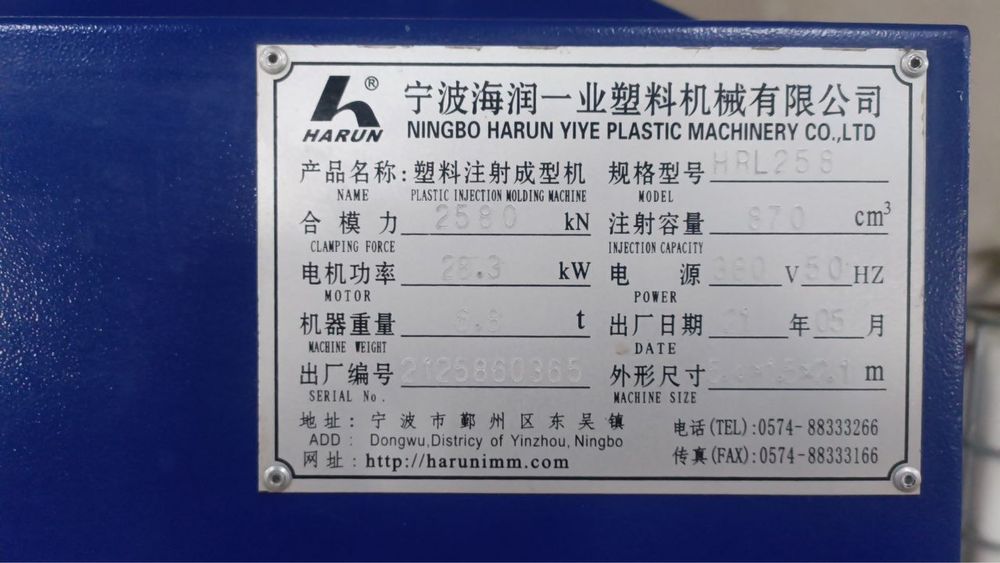 HARUN ®
宁波海润一业塑料机械有限公司
NINGBO HARUN YIYE PLASTIC MACHINERY CO.,LTD
产品名称: 塑料注射成型机 规格型号 HRL258
NAME PLASTIC INJECTION MOLDING MACHINE MODEL
合模力 2580 kN 注射容量 870 cm³
CLAMPING FORCE INJECTION CAPACITY
电机功率 28.3 kW 电源 380 V 50 HZ
MOTOR POWER
机器重量 t 出厂日期 21 年 05 月
MACHINE WEIGHT DATE
出厂编号 2125860365 外形尺寸 m
SERIAL No. MACHINE SIZE
地址: 宁波市鄞州区东吴镇 电话(TEL):0574-88333266
ADD: Dongwu,Districy of Yinzhou,Ningbo
网址: http://harunimm.com 传真(FAX):0574-88333166